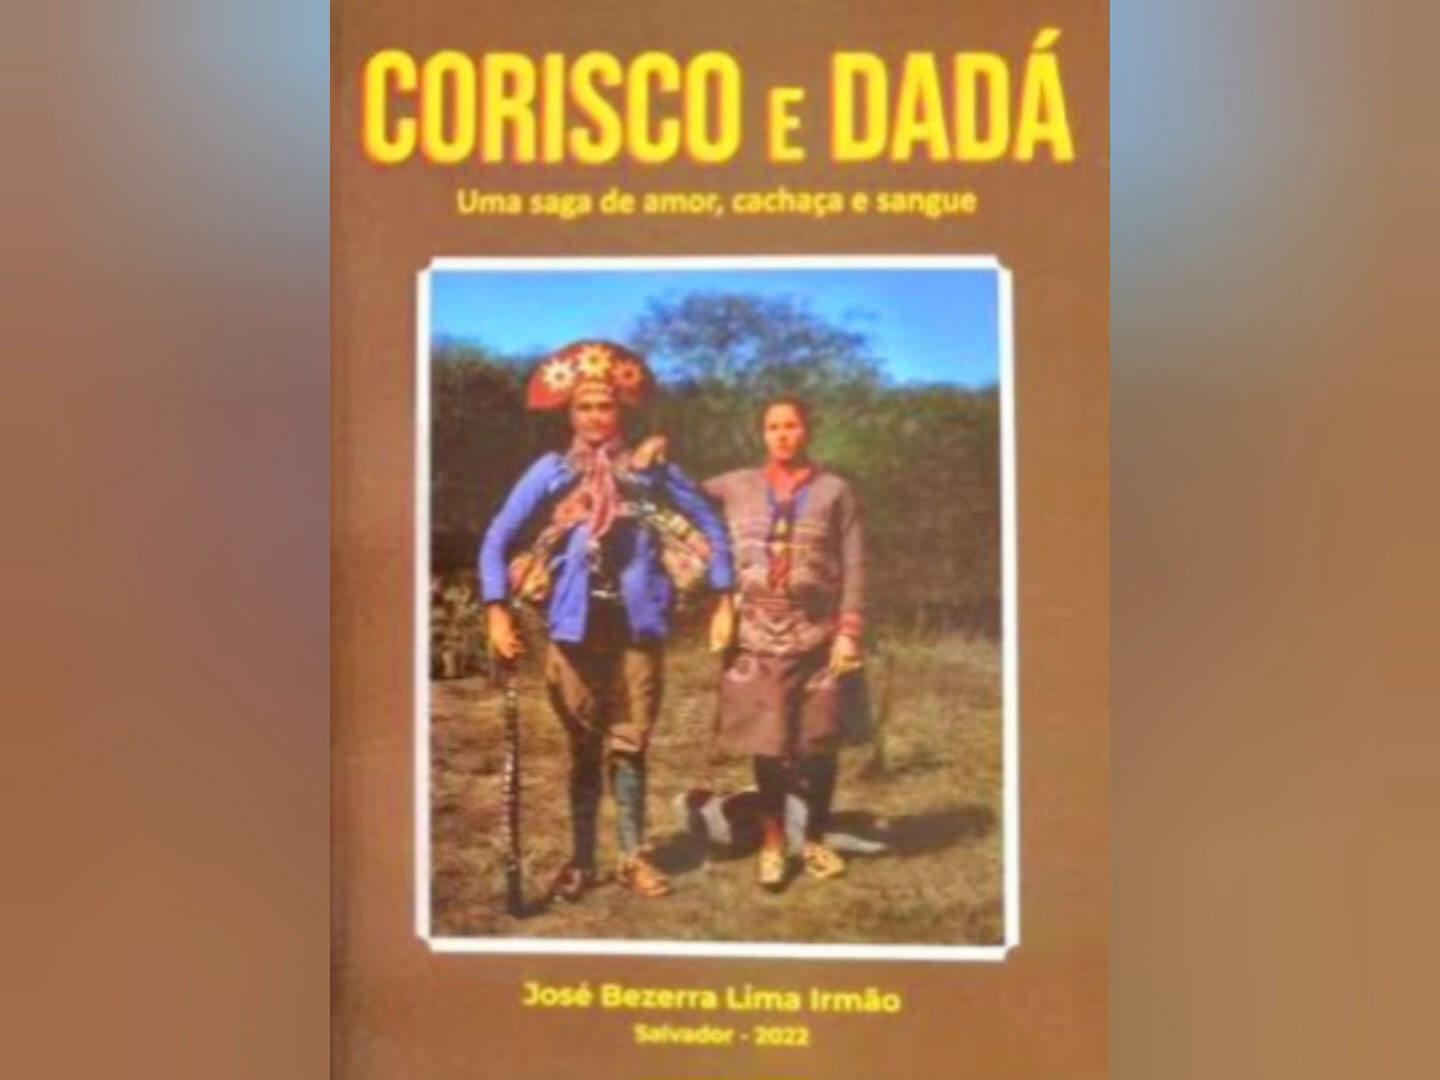 CORISCO E DADÁ
Uma saga de amor, cachaça e sangue
José Bezerra Lima Irmão
Salvador - 2022